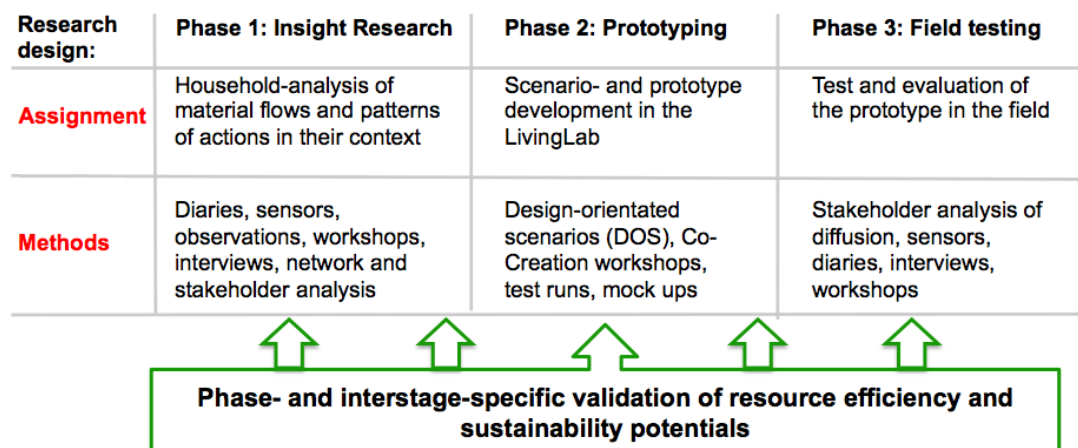 Research design:
Phase 1: Insight Research
Phase 2: Prototyping
Phase 3: Field testing
Assignment
Household-analysis of
material flows and patterns
of actions in their context
Scenario- and prototype
development in the
LivingLab
Test and evaluation of
the prototype in the field
Methods
Diaries, sensors,
observations, workshops,
interviews, network and
stakeholder analysis
Design-orientated
scenarios (DOS), Co-
Creation workshops,
test runs, mock ups
Stakeholder analysis of
diffusion, sensors,
diaries, interviews,
workshops
Phase- and interstage-specific validation of resource efficiency and
sustainability potentials